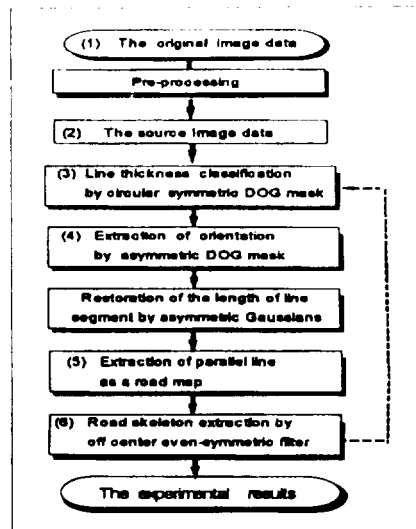 (1) The original image data
Pre-processing
(2) The source image data
(3) Line thickness classification
by circular symmetric DOG mask
(4) Extraction of orientation
by asymmetric DOG mask
Restoration of the length of line
segment by asymmetric Gaussians
(5) Extraction of parallel line
as a road map
(6) Road skeleton extraction by
off center even-symmetric filter
The experimental results